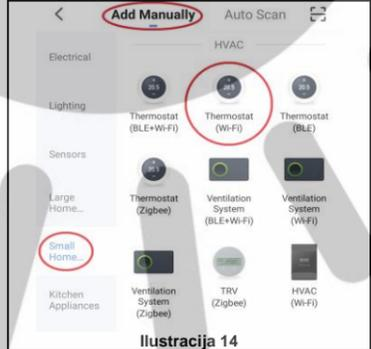 Add Manually
Auto Scan
Electrical
Lighting
Sensors
Large
Home...
Small
Home...
Kitchen
Appliances
HVAC
Thermostat
(BLE+Wi-Fi)
Thermostat
(Wi-Fi)
Thermostat
(BLE)
Thermostat
(Zigbee)
Ventilation
System
(BLE+Wi-Fi)
Ventilation
System
(Wi-Fi)
Ventilation
System
(Zigbee)
TRV
(Zigbee)
HVAC
(Wi-Fi)
Ilustracija 14